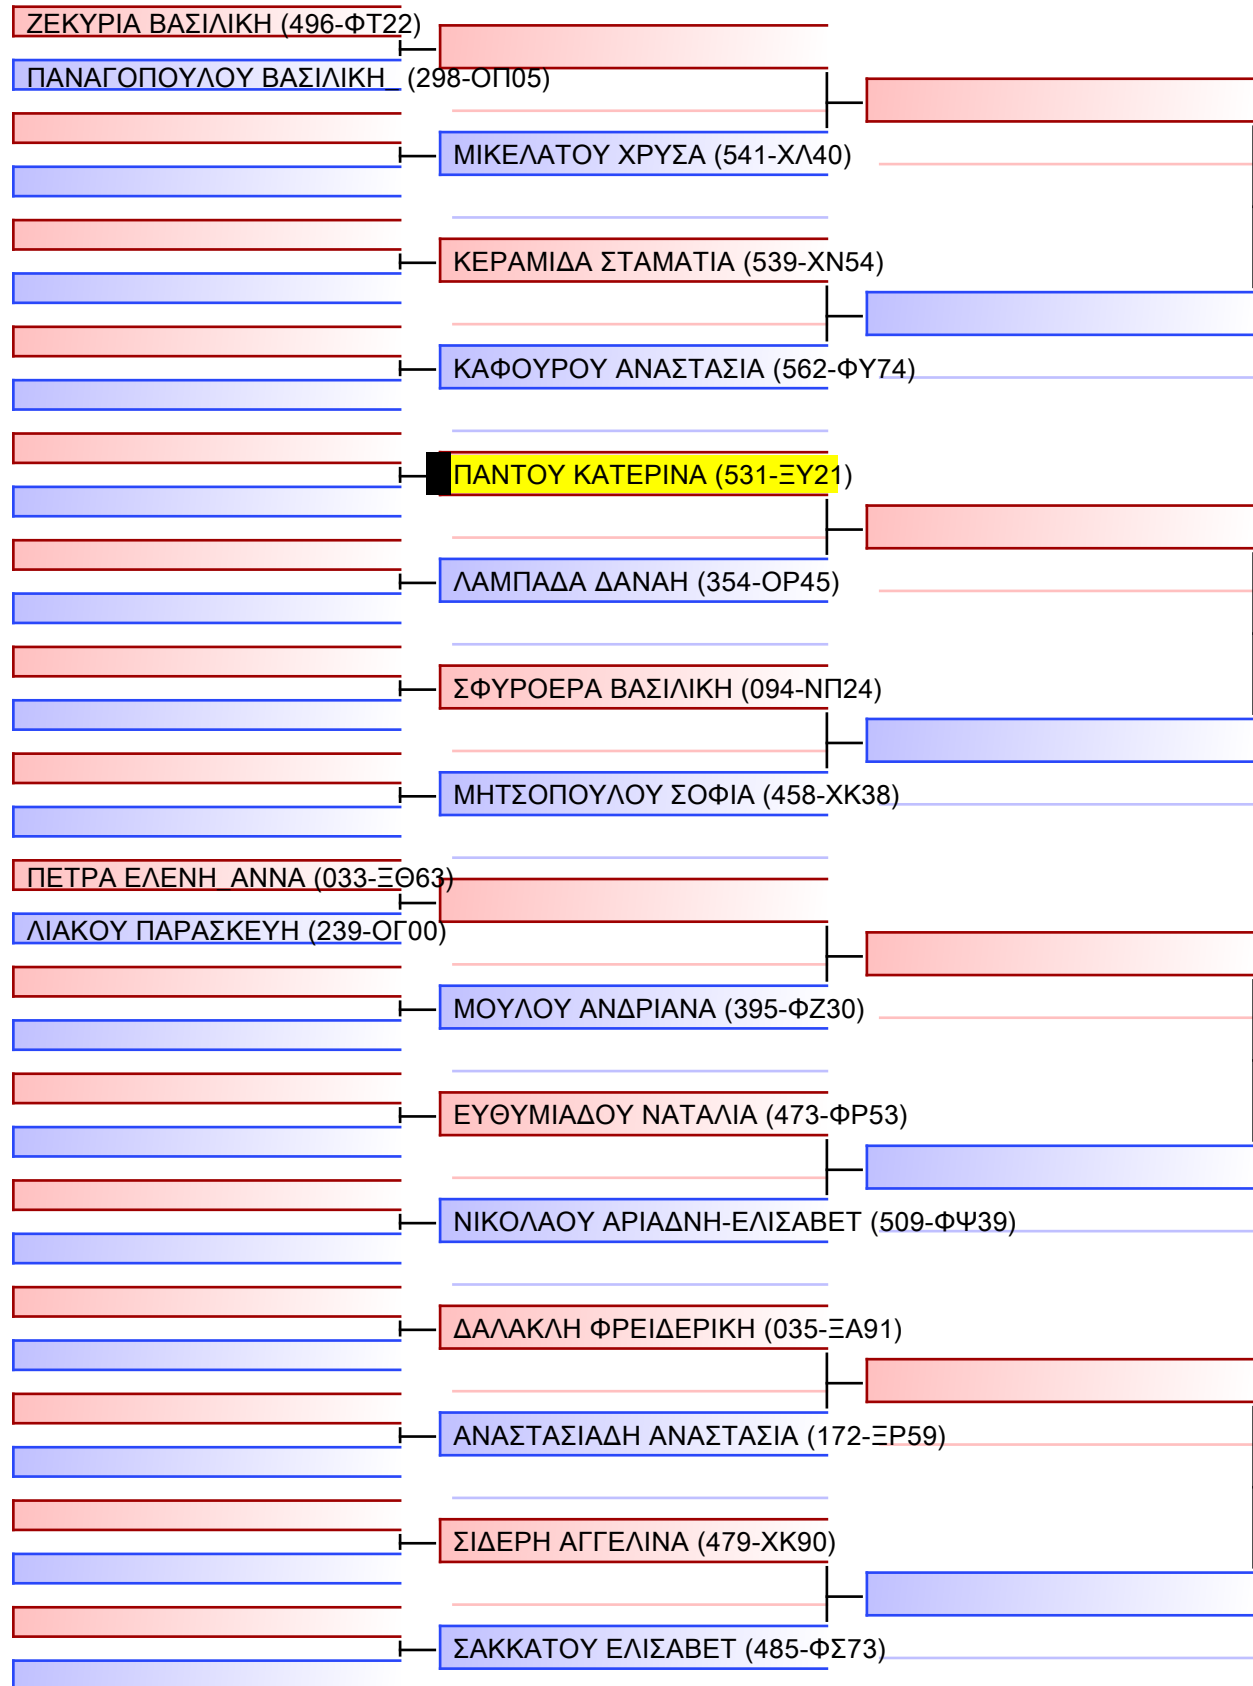 ΖΕΚΥΡΙΑ ΒΑΣΙΛΙΚΗ (496-ΦΤ22)
ΠΑΝΑΓΟΠΟΥΛΟΥ ΒΑΣΙΛΙΚΗ_ (298-ΟΠ05)
ΜΙΚΕΛΑΤΟΥ ΧΡΥΣΑ (541-ΧΛ40)
ΚΕΡΑΜΙΔΑ ΣΤΑΜΑΤΙΑ (539-ΧΝ54)
ΚΑΦΟΥΡΟΥ ΑΝΑΣΤΑΣΙΑ (562-ΦΥ74)
ΠΑΝΤΟΥ ΚΑΤΕΡΙΝΑ (531-ΞΥ21)
ΛΑΜΠΑΔΑ ΔΑΝΑΗ (354-ΟΡ45)
ΣΦΥΡΟΕΡΑ ΒΑΣΙΛΙΚΗ (094-ΝΠ24)
ΜΗΤΣΟΠΟΥΛΟΥ ΣΟΦΙΑ (458-ΧΚ38)
ΠΕΤΡΑ ΕΛΕΝΗ_ΑΝΝΑ (033-ΞΘ63)
ΛΙΑΚΟΥ ΠΑΡΑΣΚΕΥΗ (239-ΟΓ00)
ΜΟΥΛΟΥ ΑΝΔΡΙΑΝΑ (395-ΦΖ30)
ΕΥΘΥΜΙΑΔΟΥ ΝΑΤΑΛΙΑ (473-ΦΡ53)
ΝΙΚΟΛΑΟΥ ΑΡΙΑΔΝΗ-ΕΛΙΣΑΒΕΤ (509-ΦΨ39)
ΔΑΛΑΚΛΗ ΦΡΕΙΔΕΡΙΚΗ (035-ΞΑ91)
ΑΝΑΣΤΑΣΙΑΔΗ ΑΝΑΣΤΑΣΙΑ (172-ΞΡ59)
ΣΙΔΕΡΗ ΑΓΓΕΛΙΝΑ (479-ΧΚ90)
ΣΑΚΚΑΤΟΥ ΕΛΙΣΑΒΕΤ (485-ΦΣ73)